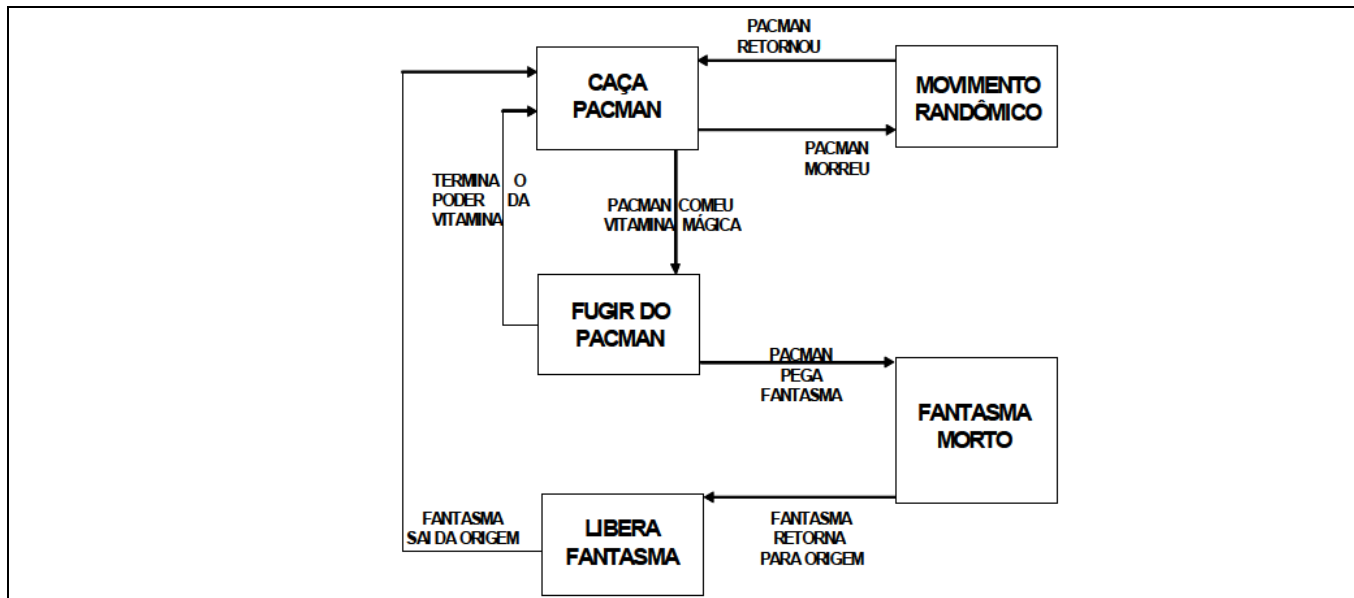 PACMAN
RETORNOU
CAÇA
PACMAN
MOVIMENTO
RANDÔMICO
PACMAN
MORREU
TERMINA O
PODER DA
VITAMINA
PACMAN COMEU
VITAMINA MÁGICA
FUGIR DO
PACMAN
PACMAN
PEGA
FANTASMA
FANTASMA
MORTO
FANTASMA
SAI DA ORIGEM
LIBERA
FANTASMA
FANTASMA
RETORNA
PARA ORIGEM